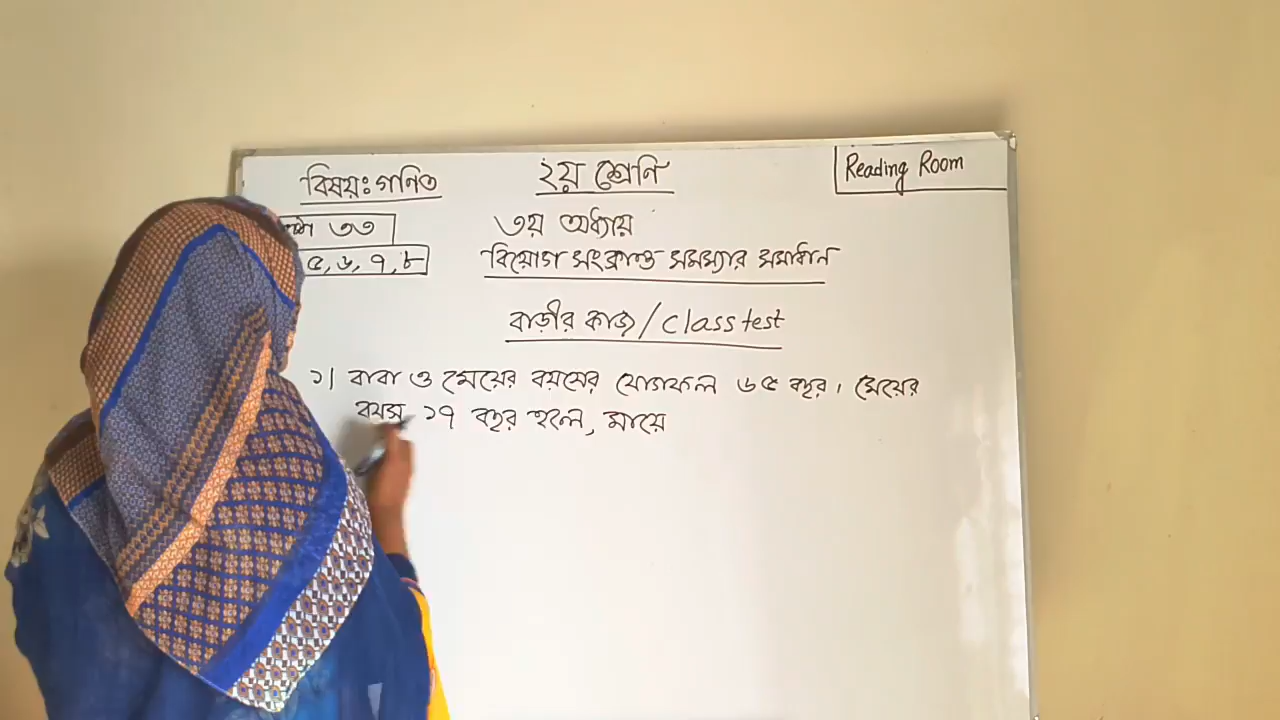 বিষয়ঃ গনিত
২য় শ্রেনি
Reading Room
৩৩
৩য় অধ্যায়
৫, ৬, ৭, ৮
বিয়োগ সংক্রান্ত সমস্যার সমাধান
বাড়ীর কাজ / Class test
১। বাবা ও মেয়ের বয়সের যোগফল ৬৫ বছর। মেয়ের
বয়স ১৭ বছর হলে, মায়ে